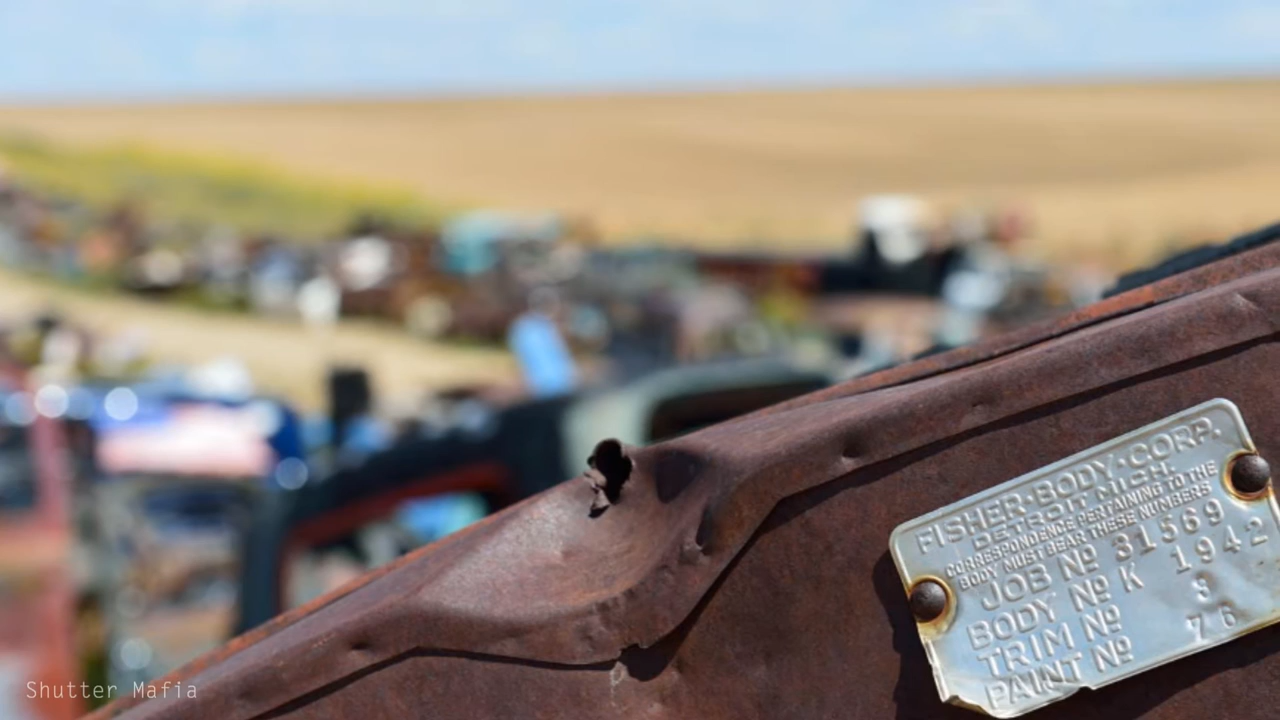 FISHER·BODY·CORP.
DETROIT MICH.
CORRESPONDENCE PERTAINING TO THE
BODY MUST BEAR THESE NUMBERS
JOB Nº 31569
BODY Nº K 1942
TRIM Nº 3
PAINT Nº 76
Shutter Mafia